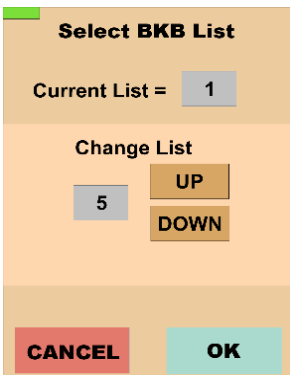 Select BKB List
Current List = 1
Change List
UP
5
DOWN
CANCEL OK